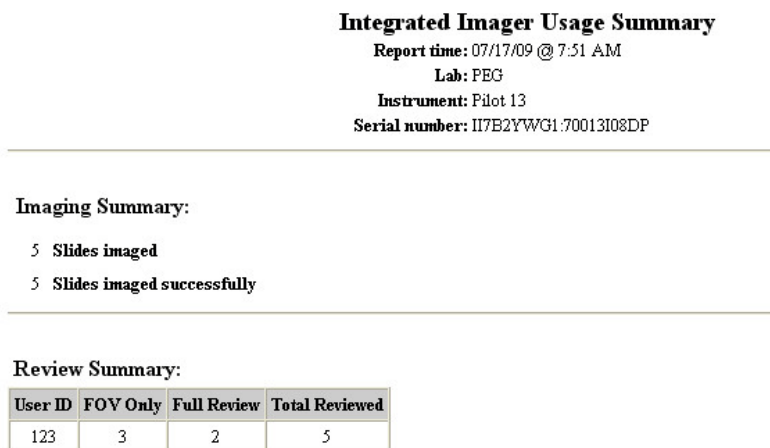 Integrated Imager Usage Summary
Report time: 07/17/09 @ 7:51 AM
Lab: PEG
Instrument: Pilot 13
Serial number: II7B2YWG1:70013I08DP
Imaging Summary:
5 Slides imaged
5 Slides imaged successfully
Review Summary:
User ID FOV Only Full Review Total Reviewed
123 3 2 5